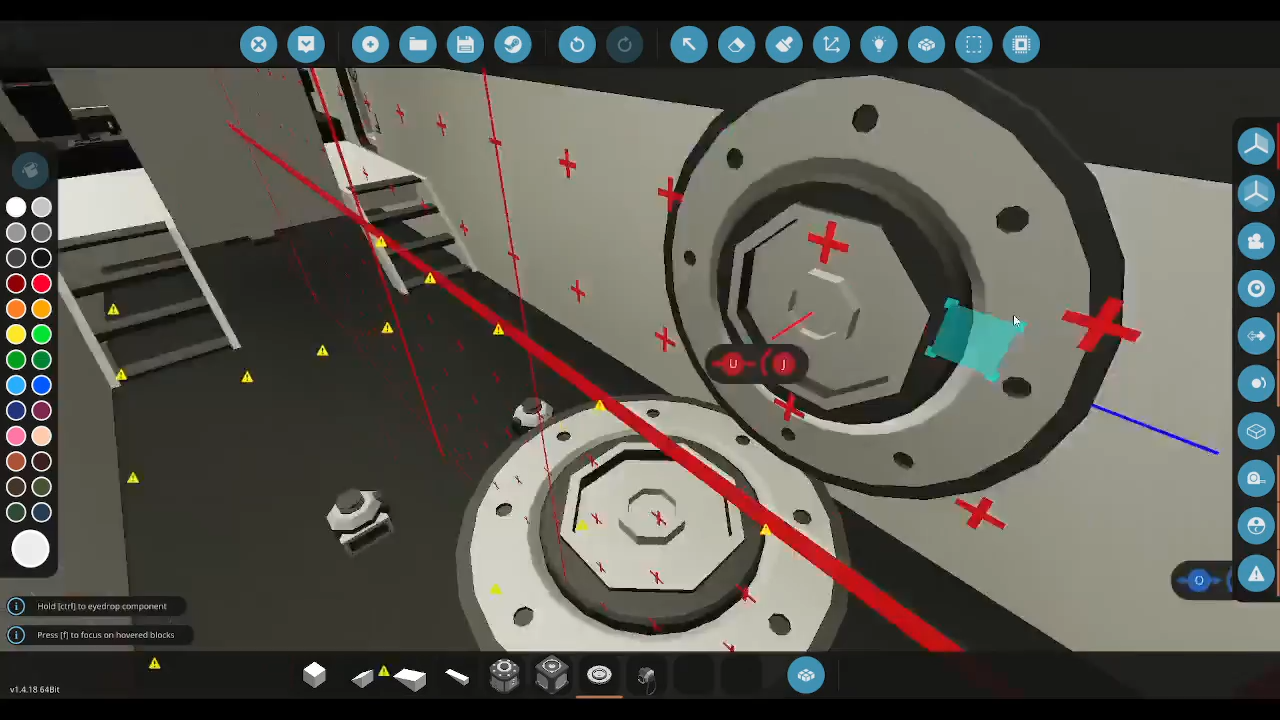 U J
O
Hold [ctrl] to eyedrop component
Press [f] to focus on hovered blocks
v1.4.18 64Bit